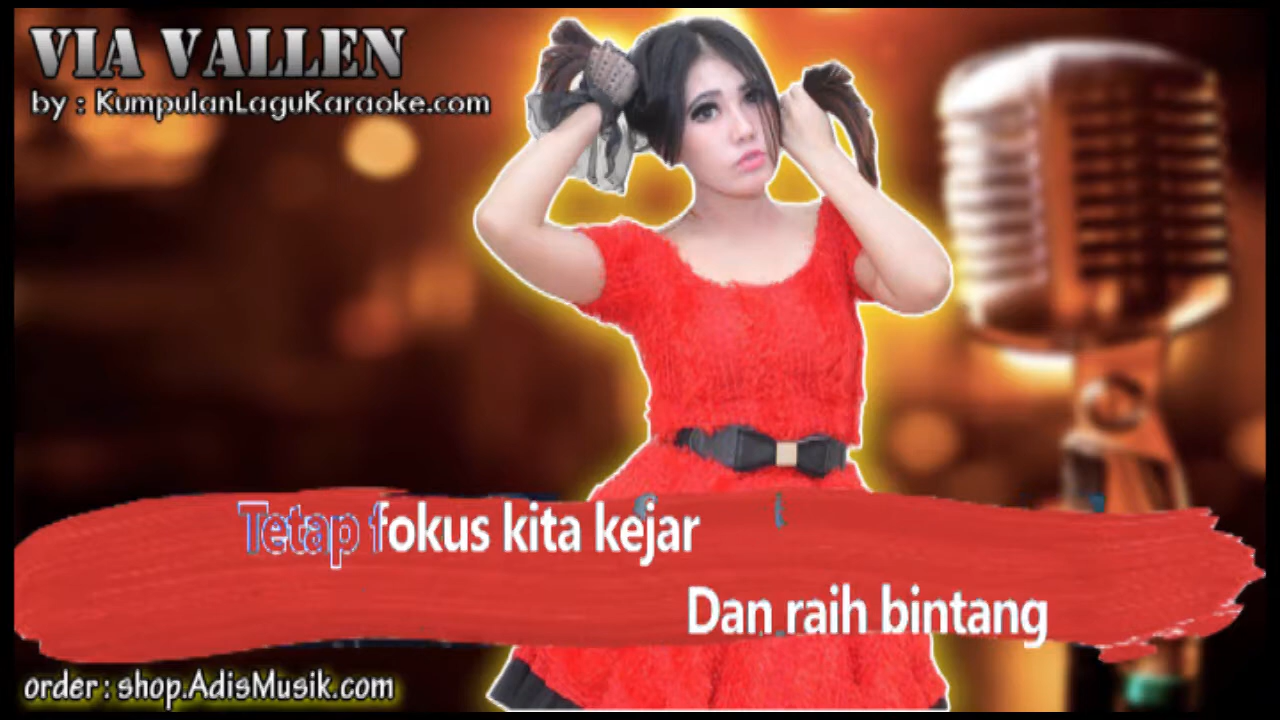 VIA VALLEN
by : KumpulanLaguKaraoke.com
Tetap fokus kita kejar
Dan raih bintang
order : shop.AdisMusik.com